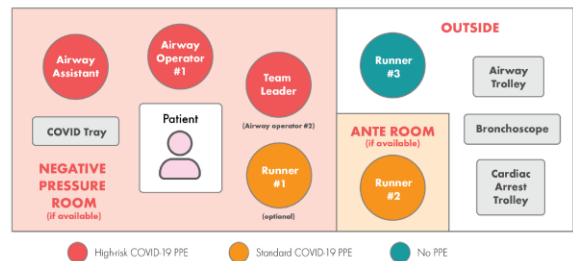 OUTSIDE
Airway
Assistant
Airway
Operator
#1
Team
Leader
(Airway operator #2)
Runner
#3
Airway
Trolley
COVID Tray
Patient
Bronchoscope
NEGATIVE
PRESSURE
ROOM
(if available)
Runner
#1
(optional)
ANTE ROOM
(if available)
Runner
#2
Cardiac
Arrest
Trolley
High-risk COVID-19 PPE
Standard COVID-19 PPE
No PPE